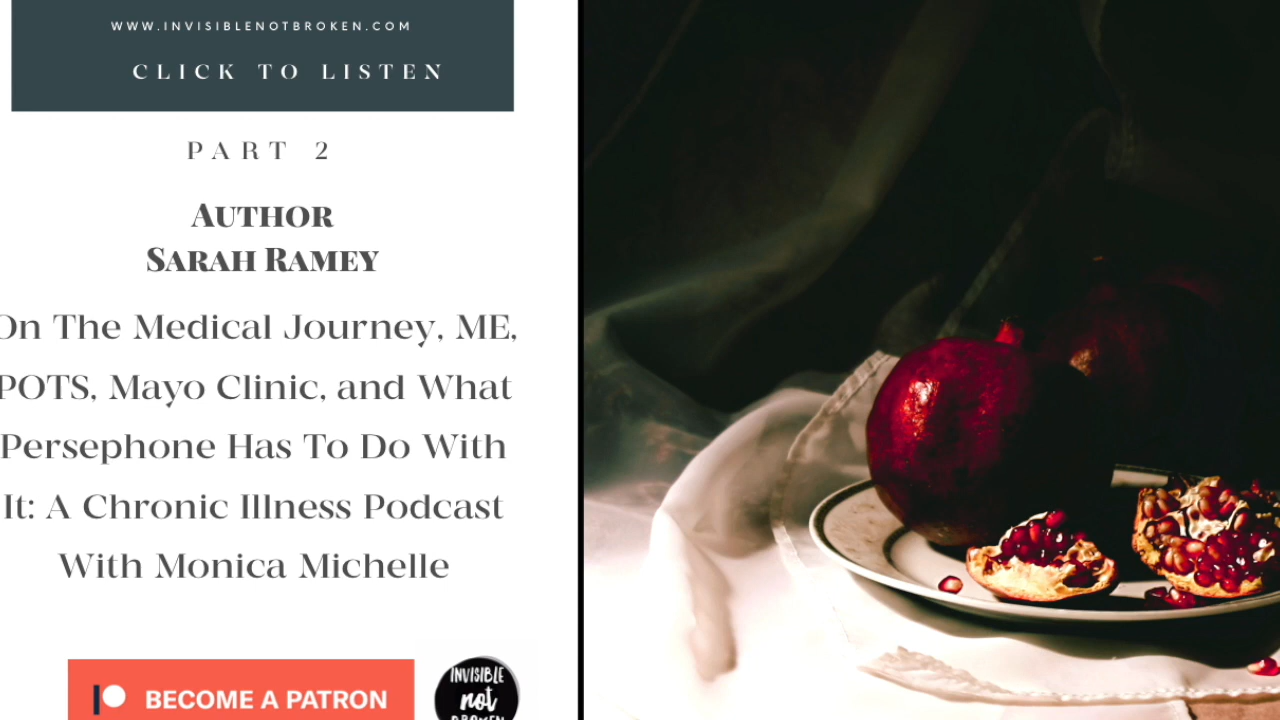 WWW.INVISIBLENOTBROKEN.COM
CLICK TO LISTEN
PART 2
AUTHOR
SARAH RAMEY
On The Medical Journey, ME,
POTS, Mayo Clinic, and What
Persephone Has To Do With
It: A Chronic Illness Podcast
With Monica Michelle
BECOME A PATRON
INVISIBLE
not
BROKEN